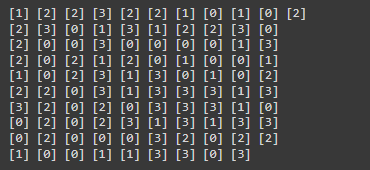 [1] [2] [2] [3] [2] [2] [1] [0] [1] [0] [2]
[2] [3] [0] [1] [3] [1] [2] [2] [3] [0]
[2] [0] [0] [3] [0] [0] [0] [0] [1] [3]
[0] [2] [1] [2] [0] [1] [0] [0] [1]
[1] [0] [2] [3] [1] [3] [0] [1] [0] [2]
[2] [2] [0] [3] [1] [3] [3] [3] [1] [3]
[3] [2] [0] [2] [0] [3] [3] [3] [1] [0]
[0] [2] [0] [2] [3] [1] [3] [1] [3] [3]
[0] [2] [0] [0] [0] [3] [2] [0] [2] [2]
[1] [0] [0] [1] [1] [3] [3] [0] [3]